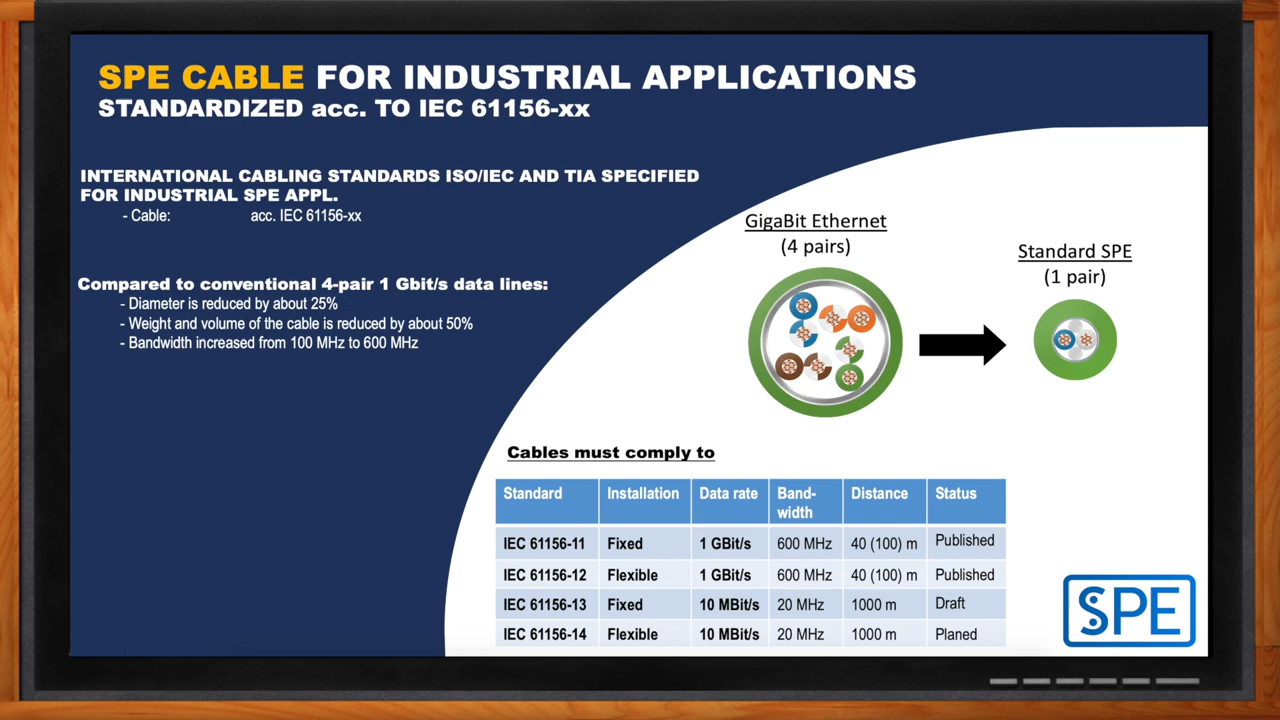 SPE CABLE FOR INDUSTRIAL APPLICATIONS
STANDARDIZED acc. TO IEC 61156-xx
INTERNATIONAL CABLING STANDARDS ISO/IEC AND TIA SPECIFIED
FOR INDUSTRIAL SPE APPL.
- Cable: acc. IEC 61156-xx
Compared to conventional 4-pair 1 Gbit/s data lines:
- Diameter is reduced by about 25%
- Weight and volume of the cable is reduced by about 50%
- Bandwidth increased from 100 MHz to 600 MHz
GigaBit Ethernet
(4 pairs)
Standard SPE
(1 pair)
Cables must comply to
Standard Installation Data rate Band-
width Distance Status
IEC 61156-11 Fixed 1 GBit/s 600 MHz 40 (100) m Published
IEC 61156-12 Flexible 1 GBit/s 600 MHz 40 (100) m Published
IEC 61156-13 Fixed 10 MBit/s 20 MHz 1000 m Draft
IEC 61156-14 Flexible 10 MBit/s 20 MHz 1000 m Planed
SPE